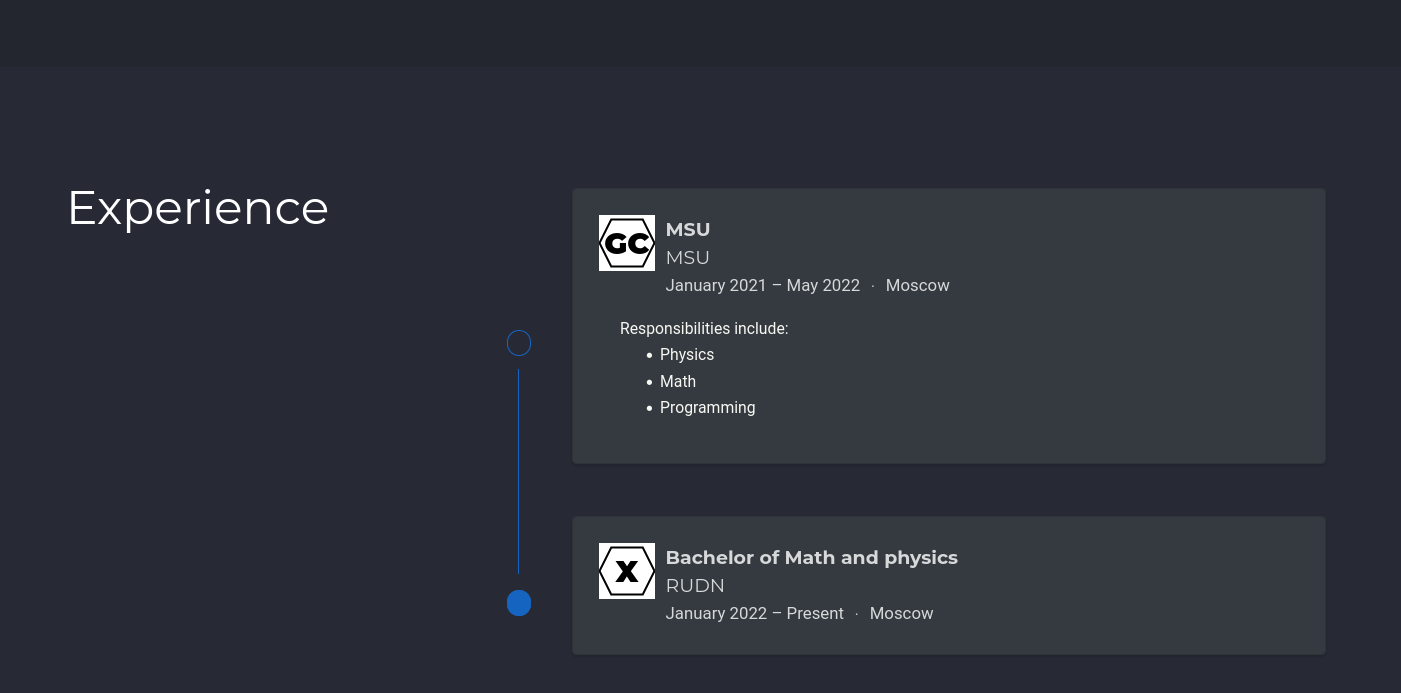 Experience
GC
MSU
MSU
January 2021 – May 2022 · Moscow
Responsibilities include:
• Physics
• Math
• Programming
X
Bachelor of Math and physics
RUDN
January 2022 – Present · Moscow